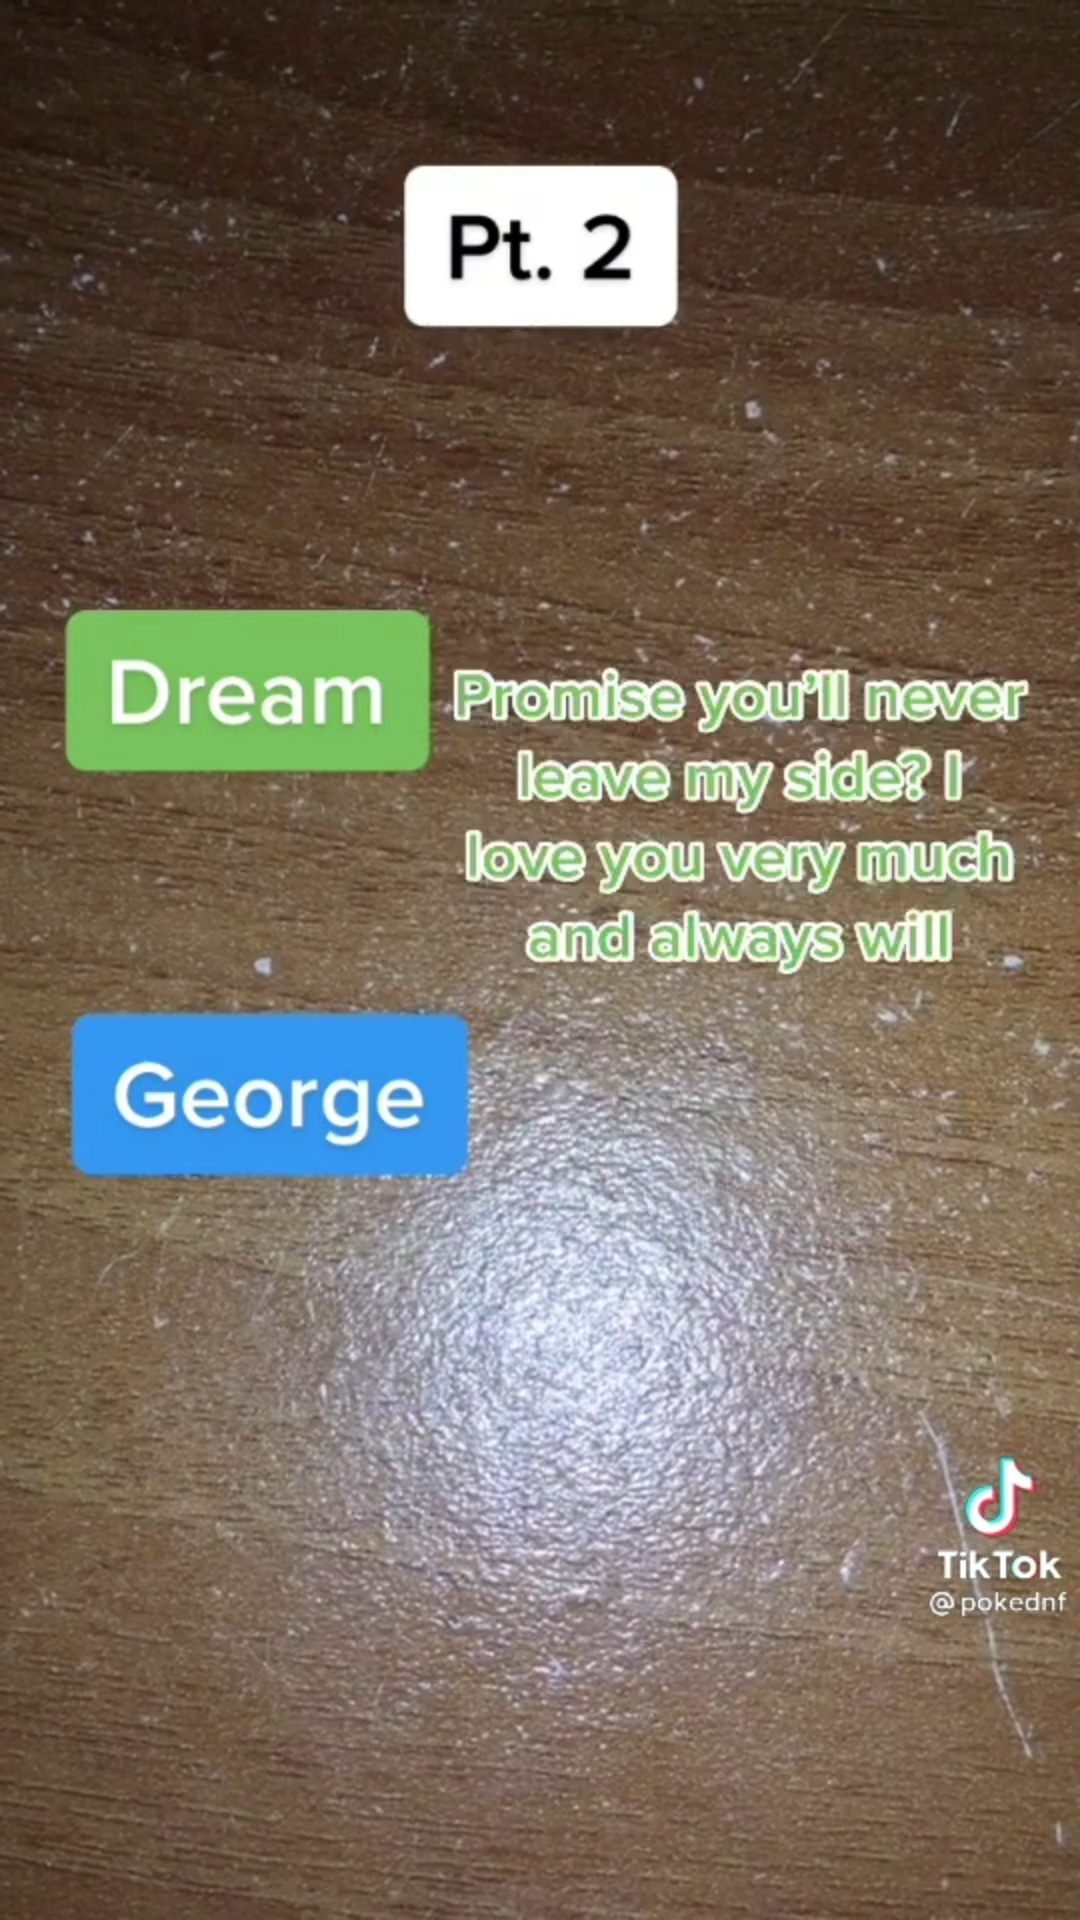 Pt. 2
Dream
Promise you’ll never
leave my side? I
love you very much
and always will
George
TikTok
@pokednf